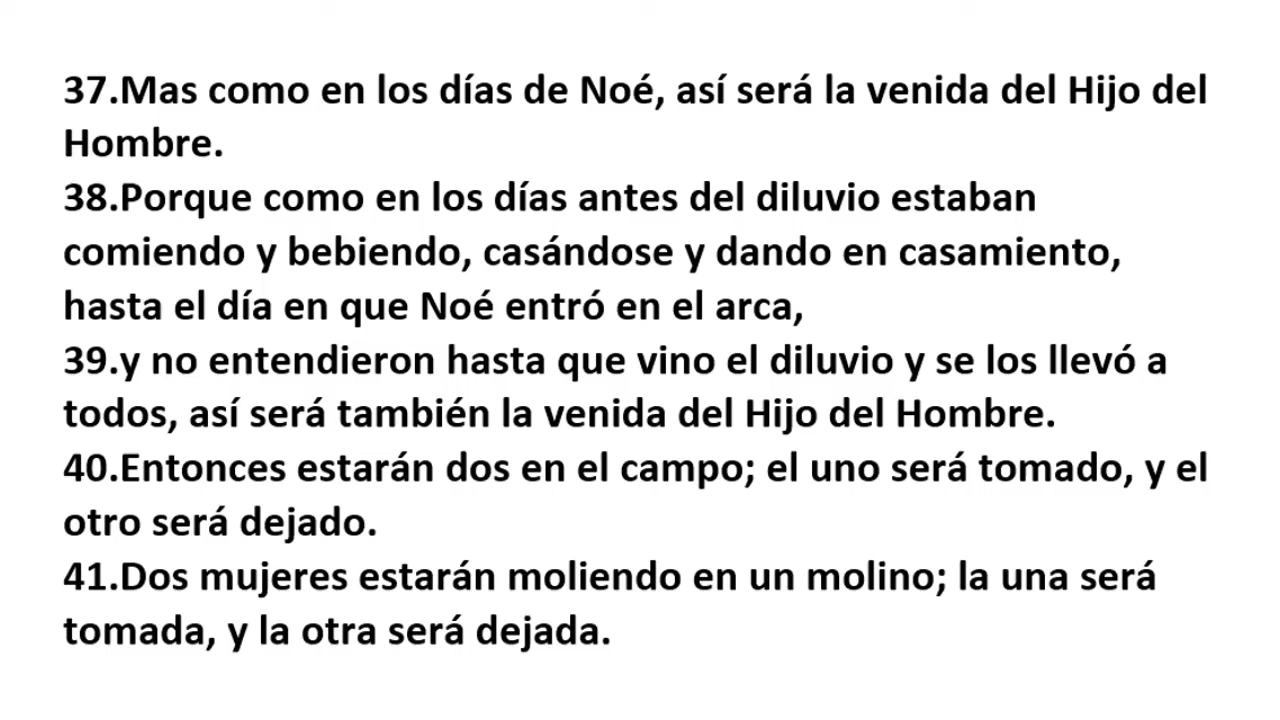 37.Mas como en los días de Noé, así será la venida del Hijo del
Hombre.
38.Porque como en los días antes del diluvio estaban
comiendo y bebiendo, casándose y dando en casamiento,
hasta el día en que Noé entró en el arca,
39.y no entendieron hasta que vino el diluvio y se los llevó a
todos, así será también la venida del Hijo del Hombre.
40.Entonces estarán dos en el campo; el uno será tomado, y el
otro será dejado.
41.Dos mujeres estarán moliendo en un molino; la una será
tomada, y la otra será dejada.